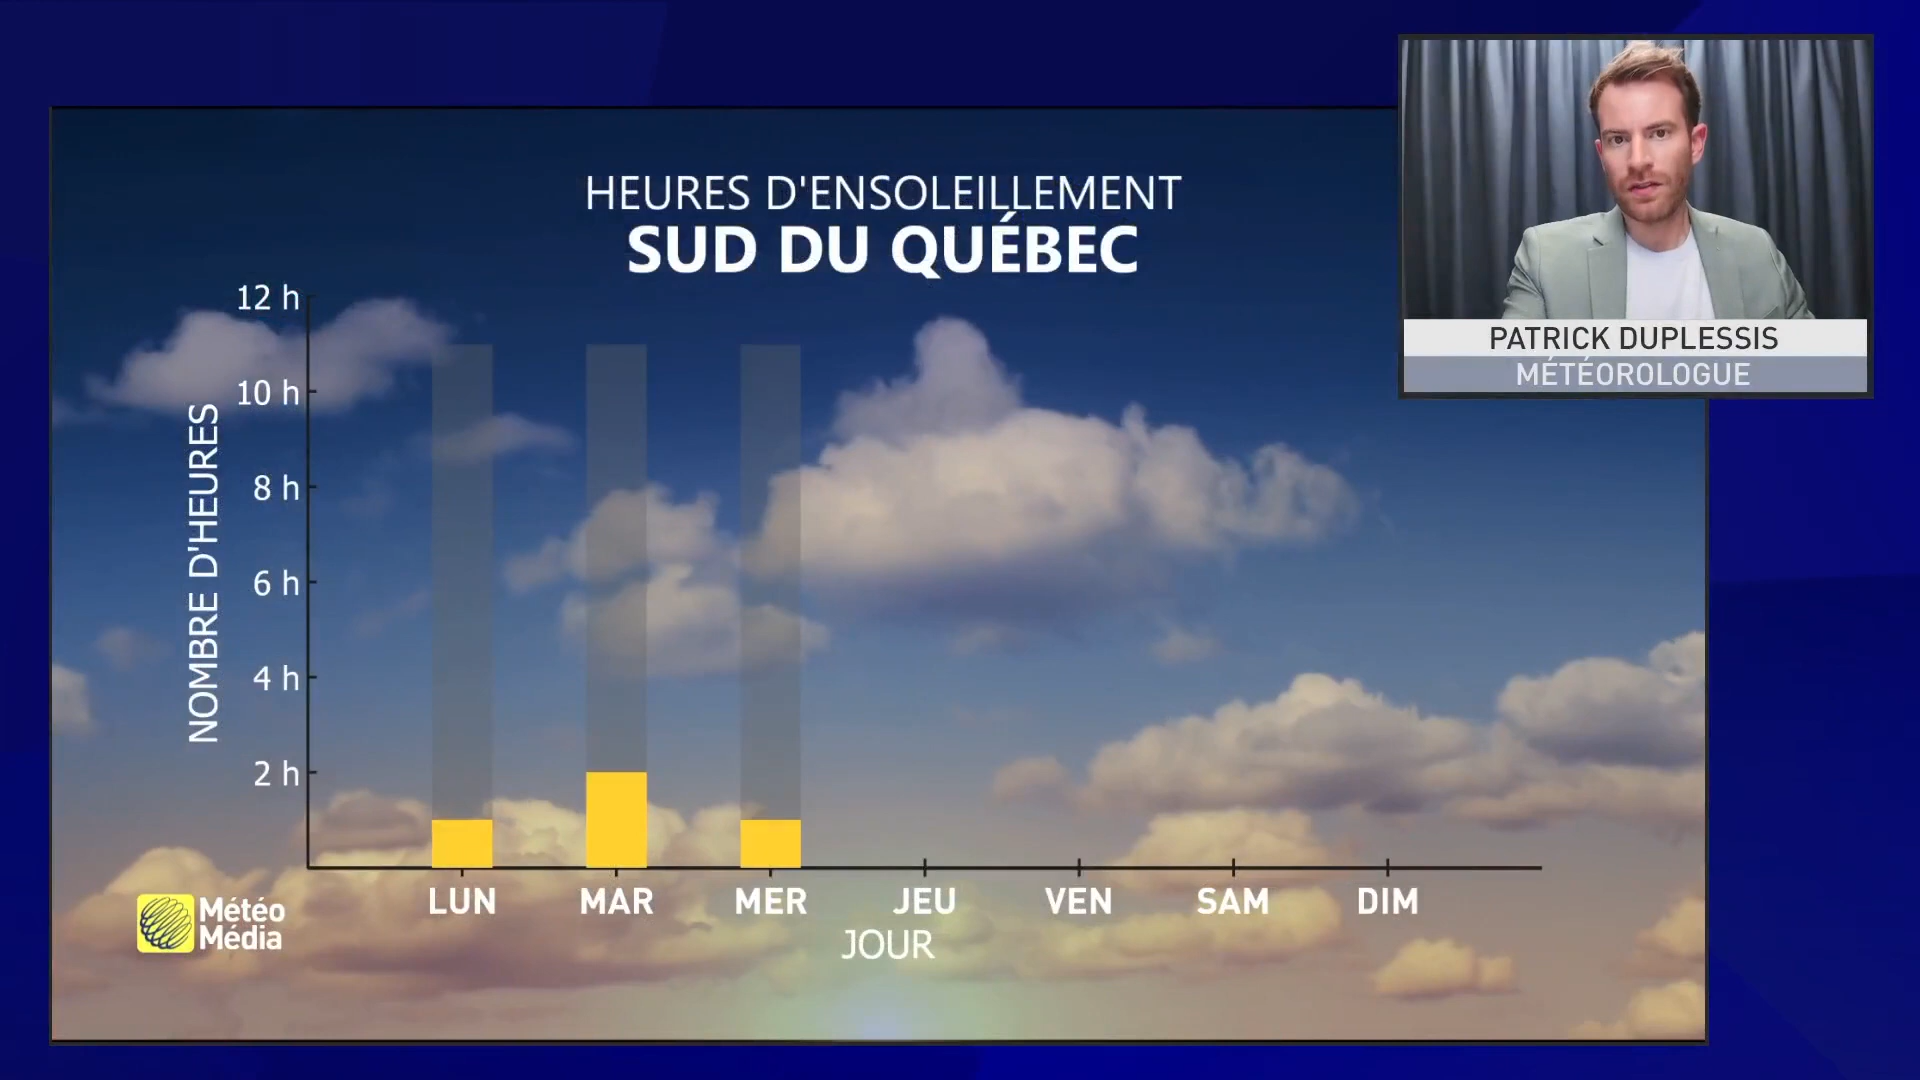 HEURES D'ENSOLEILLEMENT
SUD DU QUÉBEC
PATRICK DUPLESSIS
MÉTÉOROLOGUE
NOMBRE D'HEURES
12 h
10 h
8 h
6 h
4 h
2 h
LUN MAR MER JEU VEN SAM DIM
JOUR
Météo
Média